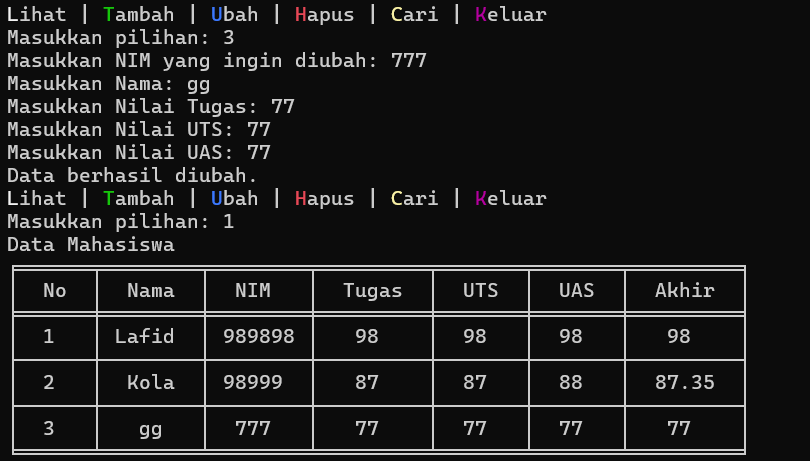 Lihat | Tambah | Ubah | Hapus | Cari | Keluar
Masukkan pilihan: 3
Masukkan NIM yang ingin diubah: 777
Masukkan Nama: gg
Masukkan Nilai Tugas: 77
Masukkan Nilai UTS: 77
Masukkan Nilai UAS: 77
Data berhasil diubah.
Lihat | Tambah | Ubah | Hapus | Cari | Keluar
Masukkan pilihan: 1
Data Mahasiswa
No Nama NIM Tugas UTS UAS Akhir
1 Lafid 989898 98 98 98 98
2 Kola 98999 87 87 88 87.35
3 gg 777 77 77 77 77